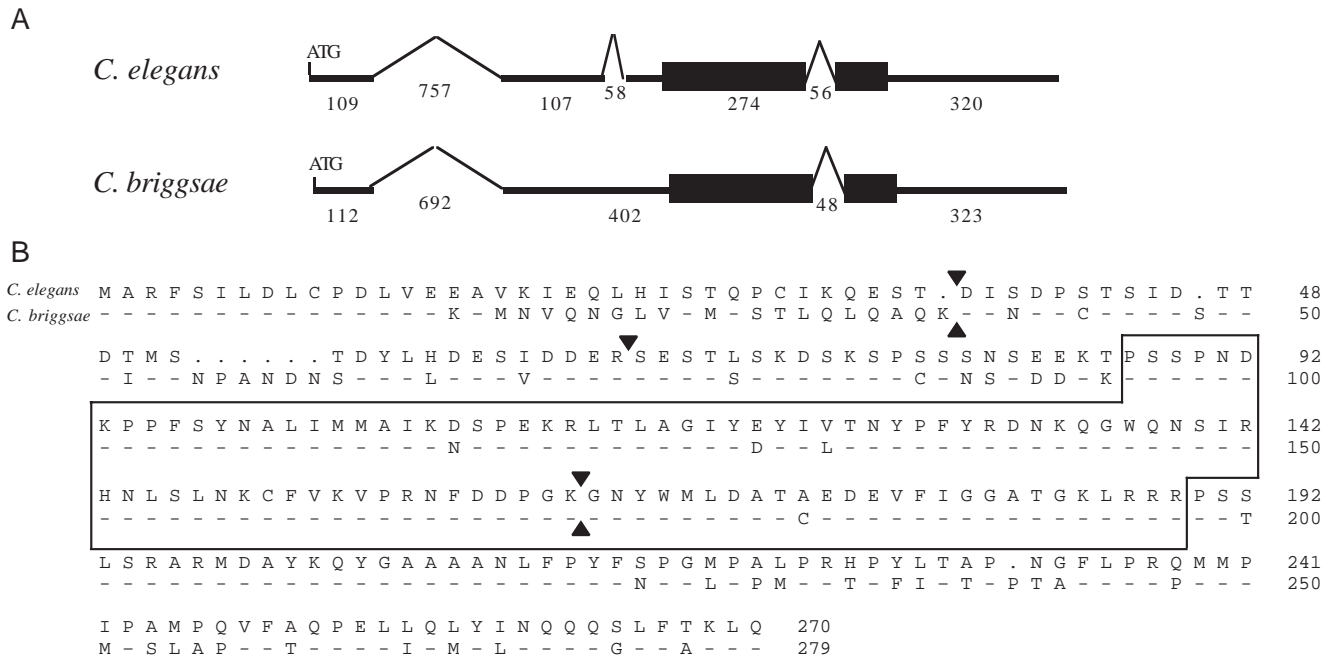 A
ATG
C. elegans
109 757 107 58 274 56 320
ATG
C. briggsae
112 692 402 48 323
B
C. elegans M A R F S I L D L C P D L V E E A V K I E Q L H I S T Q P C I K Q E S T . D I S D P S T S I D . T T 48
C. briggsae - - - - - - - - - - - - - - - K - M N V Q N G L V - M - S T L Q L Q A Q K - - N - - C - - - - S - - 50
D T M S . . . . . . T D Y L H D E S I D D E R S E S T L S K D S K S P S S S N S E E K T P S S P N D 92
- I - - N P A N D N S - - - L - - - V - - - - - - - - S - - - - - - - C - N S - D D - K - - - - - - 100
K P P F S Y N A L I M M A I K D S P E K R L T L A G I Y E Y I V T N Y P F Y R D N K Q G W Q N S I R 142
- - - - - - - - - - - - - - - N - - - - - - - - - - - - D - - L - - - - - - - - - - - - - - - - - - 150
H N L S L N K C F V K V P R N F D D P G K G N Y W M L D A T A E D E V F I G G A T G K L R R R P S S 192
- - - - - - - - - - - - - - - - - - - - - - - - - - - - - - C - - - - - - - - - - - - - - - - - - T 200
L S R A R M D A Y K Q Y G A A A A N L F P Y F S P G M P A L P R H P Y L T A P . N G F L P R Q M M P 241
- - - - - - - - - - - - - - - - - - - - - - - N - - L - P M - - T - F I - T - P T A - - - - P - - - 250
I P A M P Q V F A Q P E L L Q L Y I N Q Q Q S L F T K L Q 270
M - S L A P - - T - - - - I - M - L - - - - G - - A - - - 279